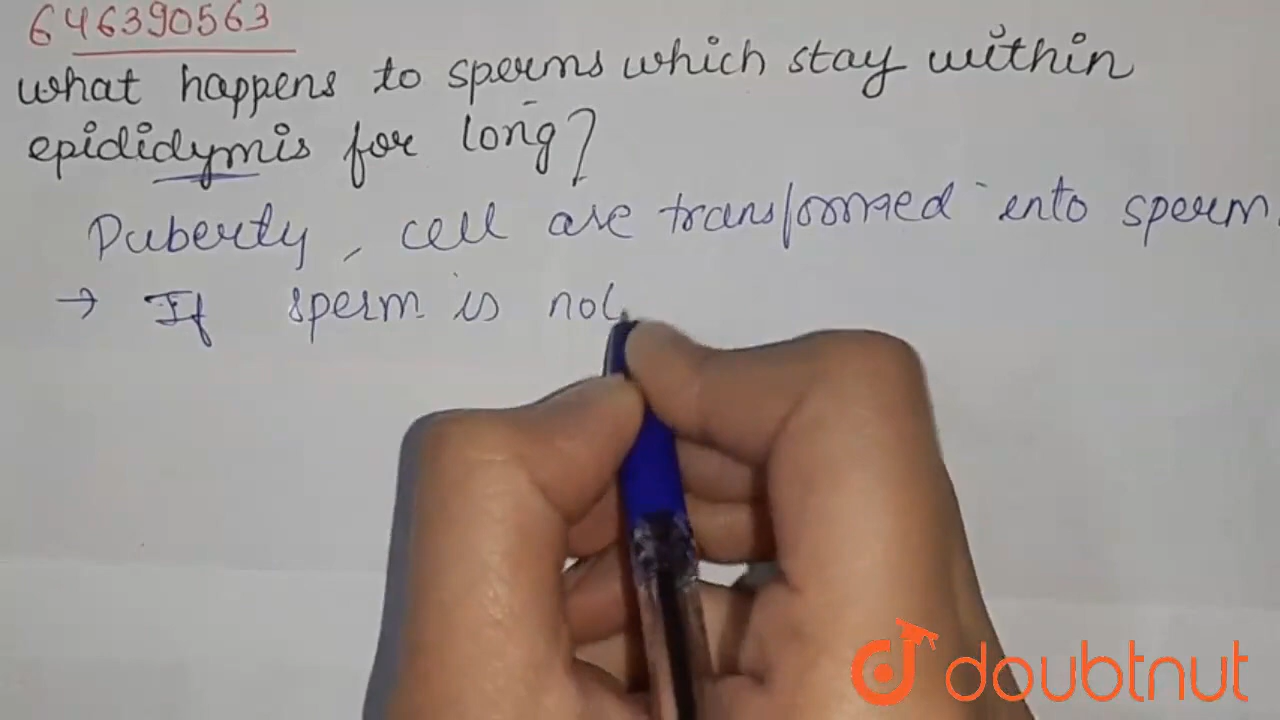 646390563
what happens to sperms which stay within
epididymis for long?
Puberty, cell are transformed into sperm.
→ If sperm is not
doubtnut